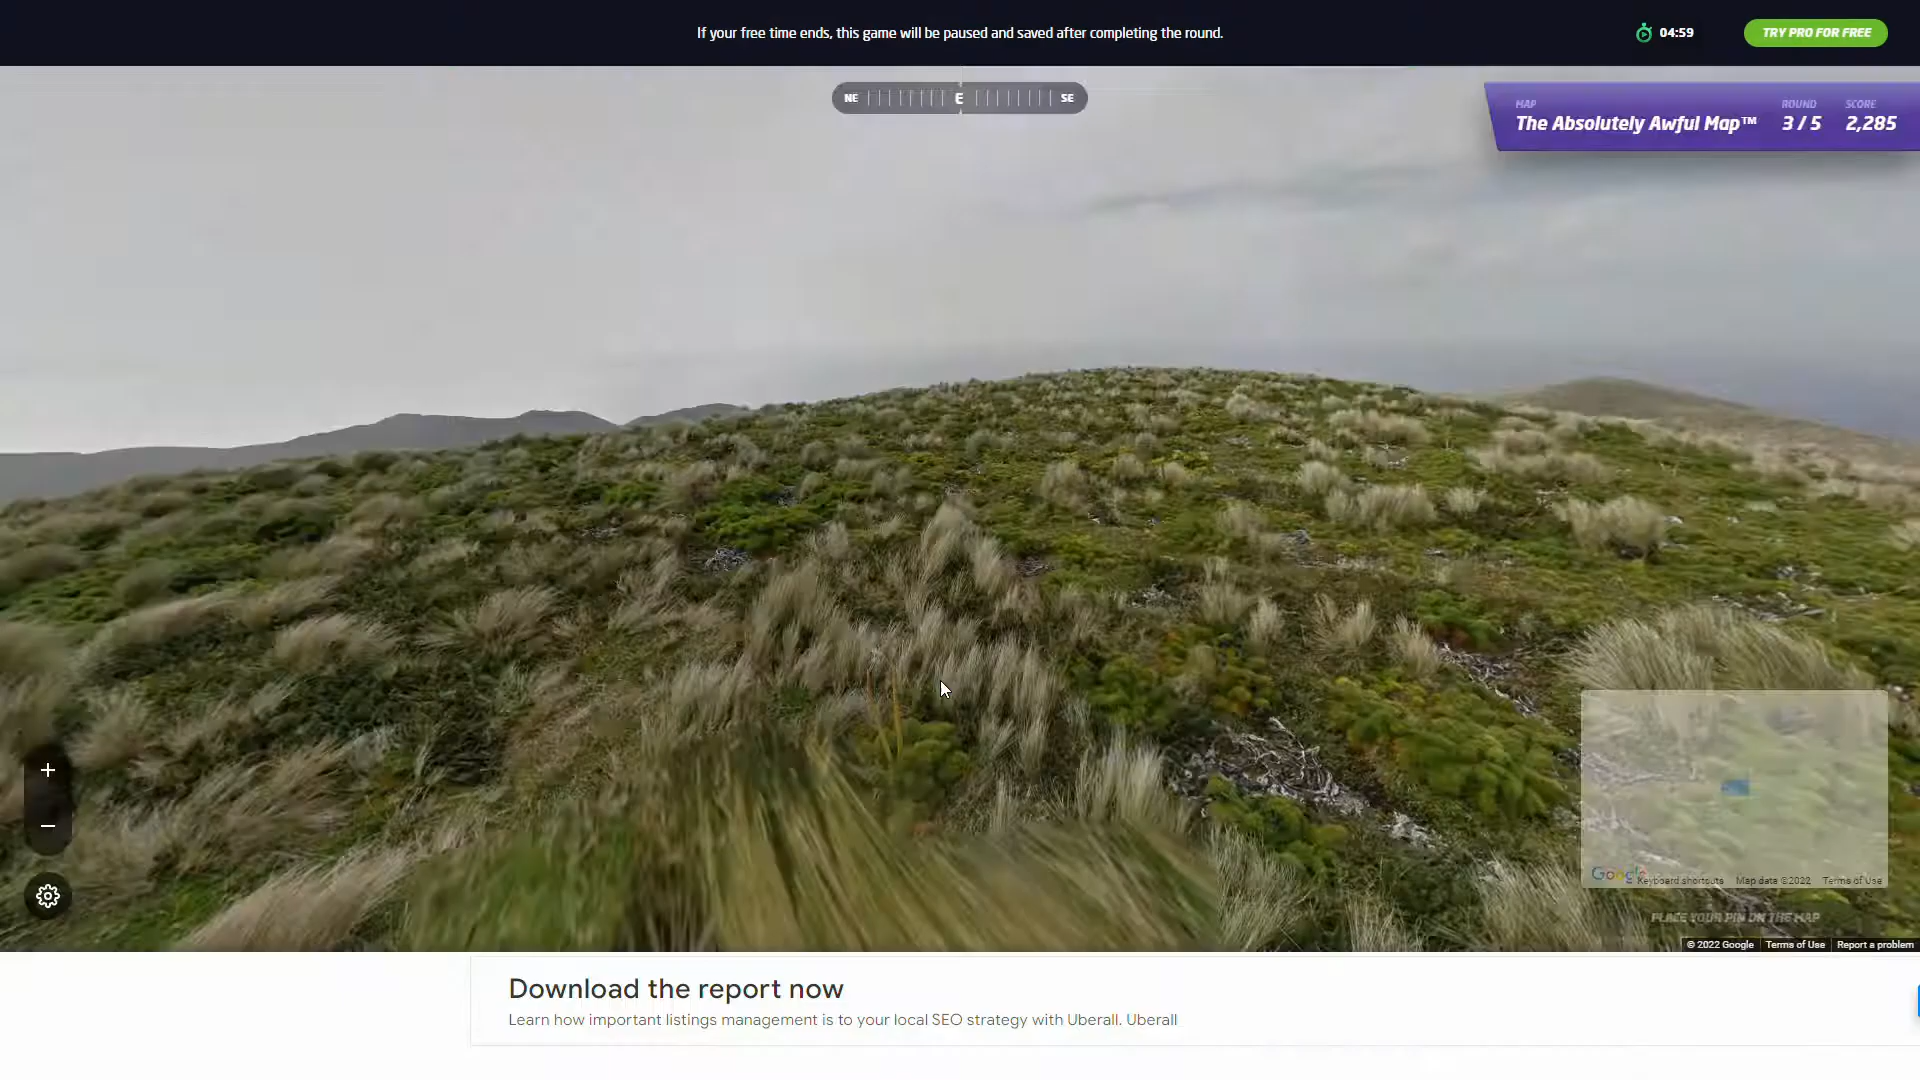 If your free time ends, this game will be paused and saved after completing the round.
04:59
TRY PRO FOR FREE
NE E SE
MAP ROUND SCORE
The Absolutely Awful Map™ 3 / 5 2,285
Google
Keyboard shortcuts Map data ©2022 Terms of Use
PLACE YOUR PIN ON THE MAP
© 2022 Google Terms of Use Report a problem
Download the report now
Learn how important listings management is to your local SEO strategy with Uberall. Uberall